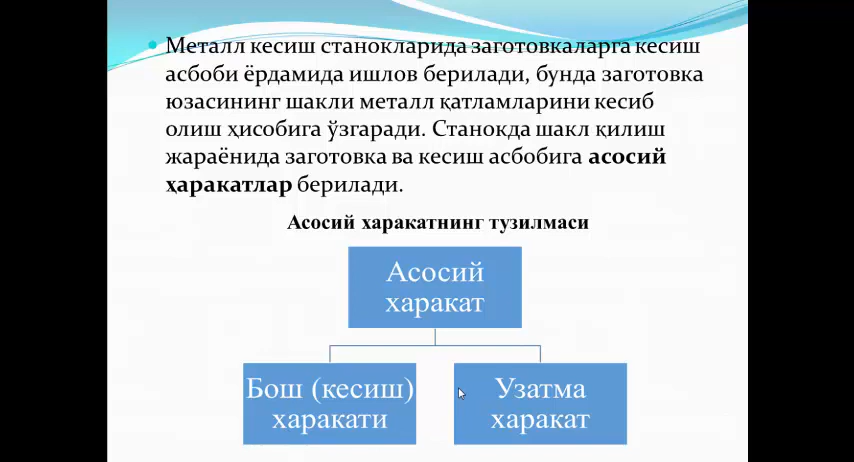 Металл кесиш станокларида заготовкаларга кесиш
асбоби ёрдамида ишлов берилади, бунда заготовка
юзасининг шакли металл қатламларини кесиб
олиш ҳисобига ўзгаради. Станокда шакл қилиш
жараёнида заготовка ва кесиш асбобига асосий
ҳаракатлар берилади.
Асосий харакатнинг тузилмаси
Асосий
харакат
Бош (кесиш)
харакати
Узатма
харакат